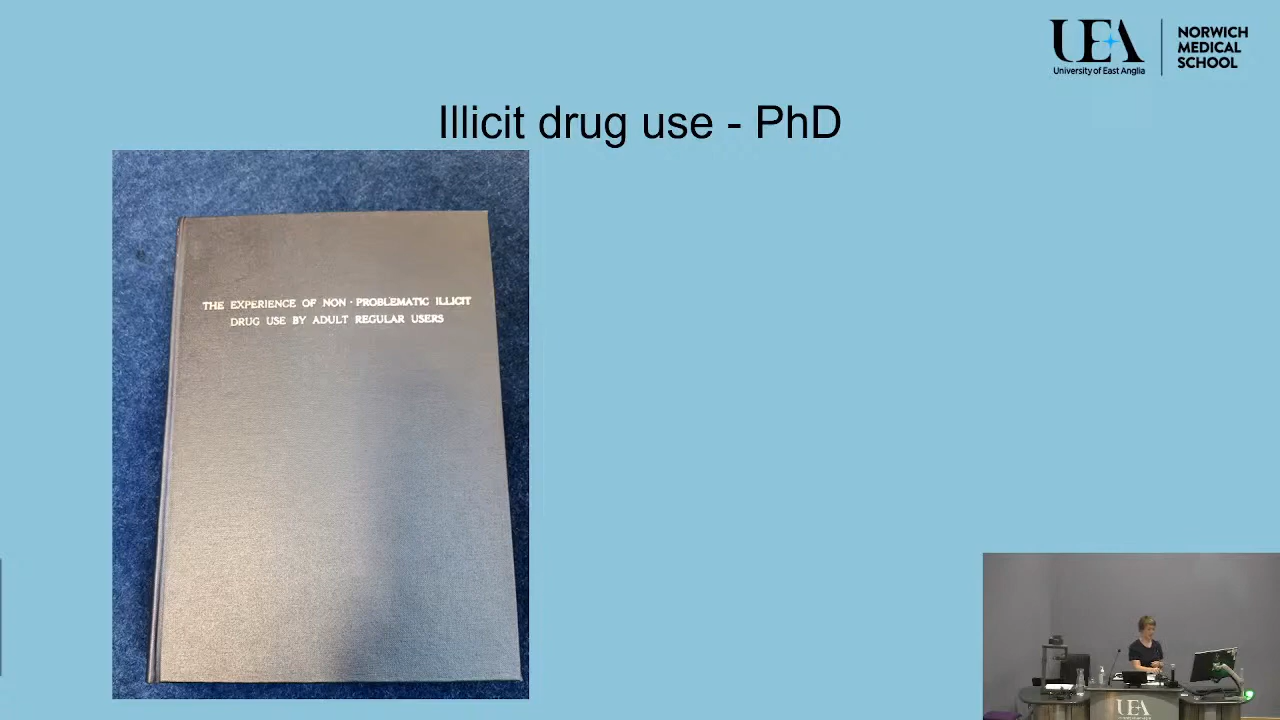 UEA
University of East Anglia
NORWICH
MEDICAL
SCHOOL
Illicit drug use - PhD
THE EXPERIENCE OF NON · PROBLEMATIC ILLICIT
DRUG USE BY ADULT REGULAR USERS
UEA